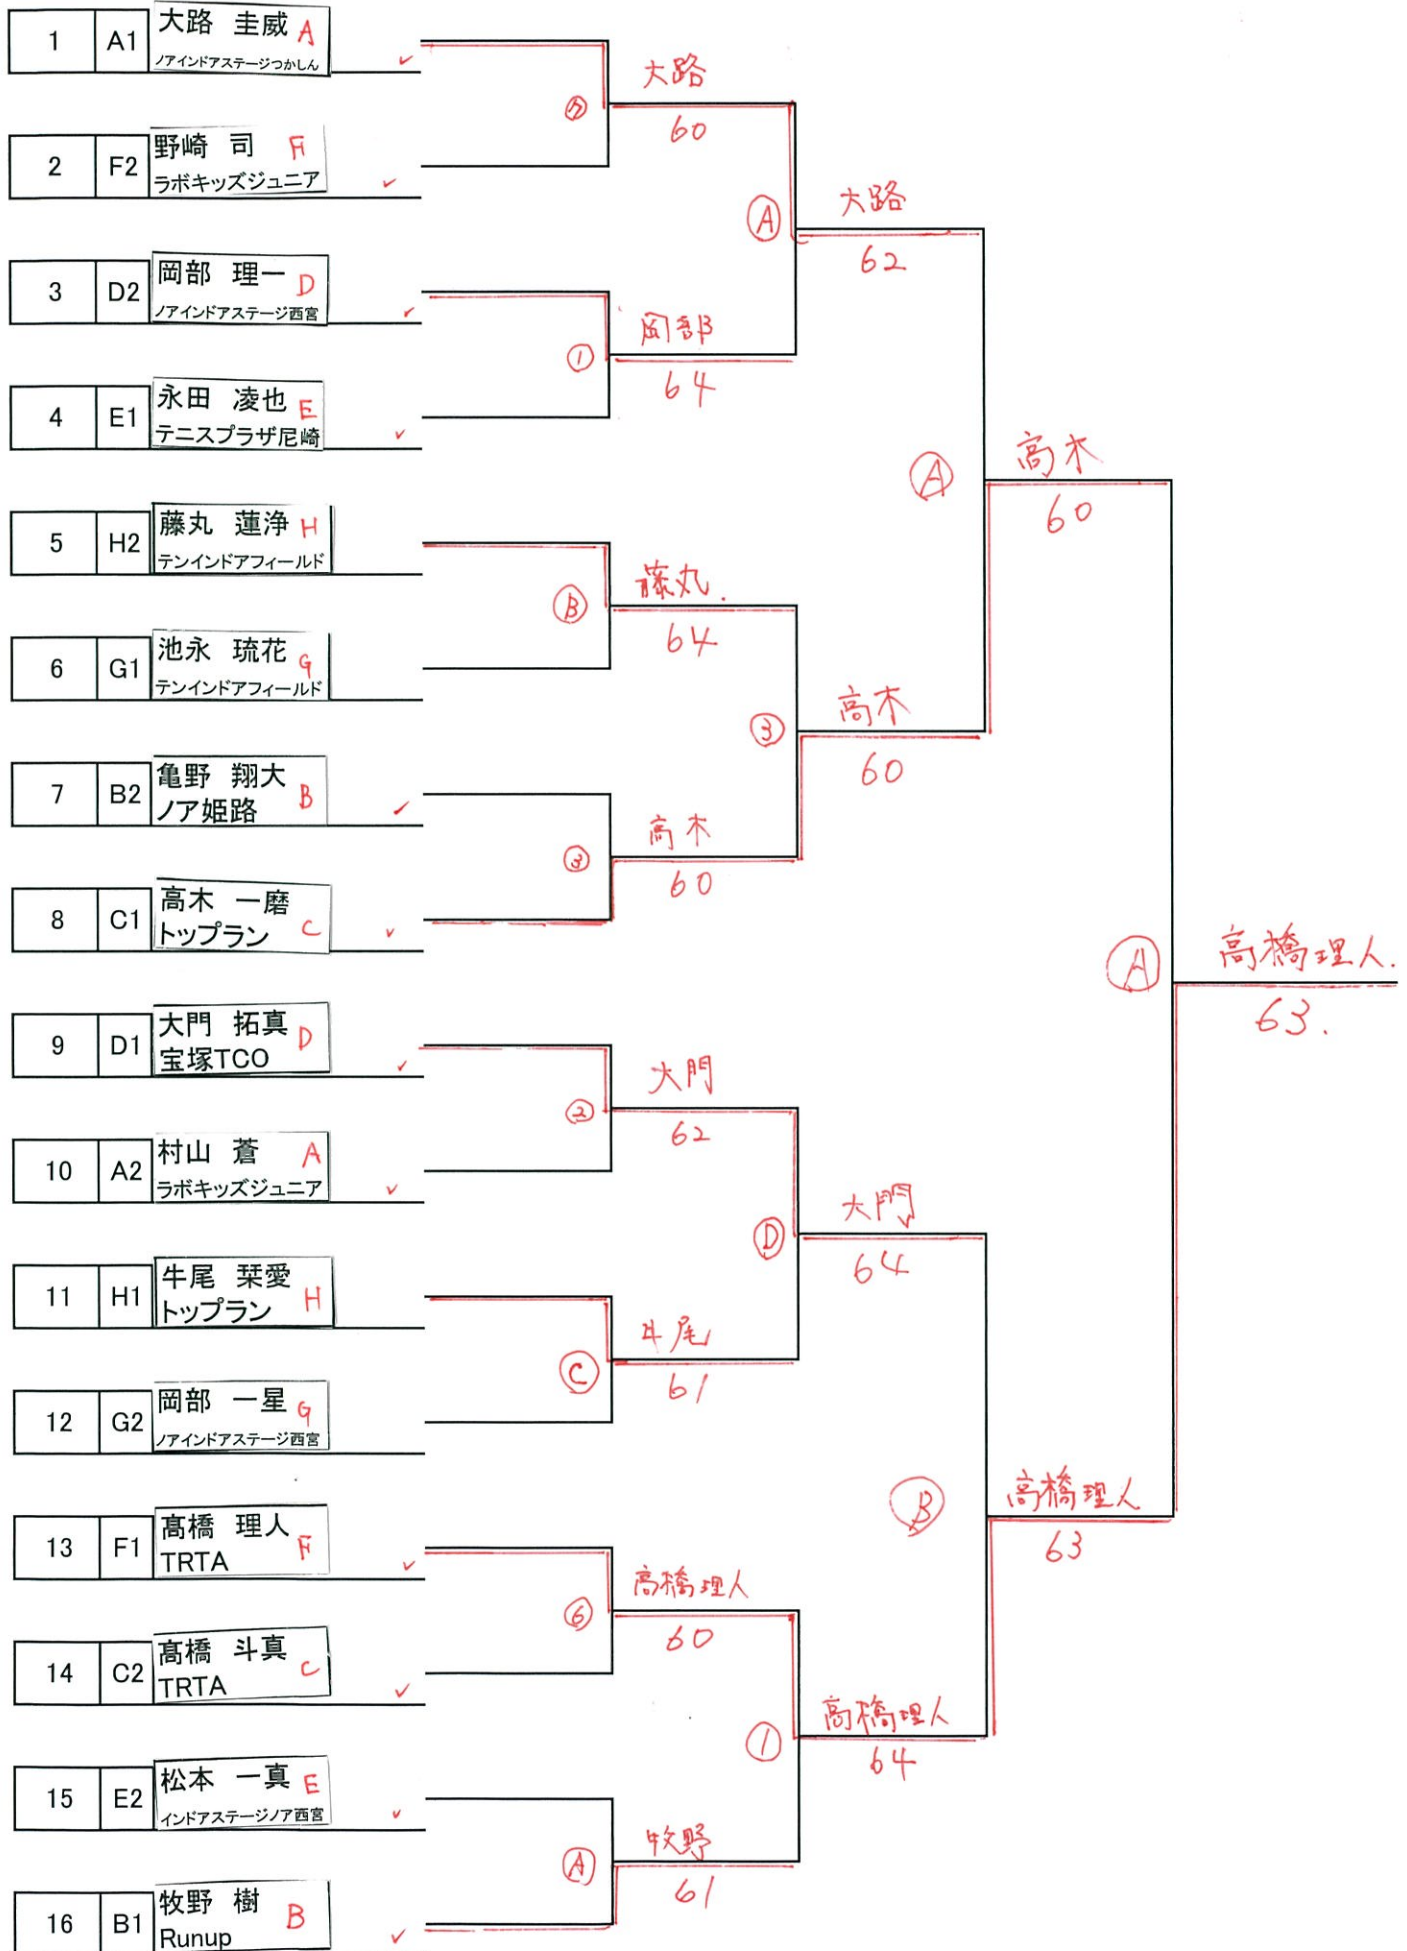 1 A1 大路 圭威 A
ノアインドアステージつかしん
大路
⑦
60
2 F2 野崎 司 F
ラボキッズジュニア
Ⓐ
大路
62
3 D2 岡部 理一 D
ノアインドアステージ西宮
岡部
①
64
4 E1 永田 凌也 E
テニスプラザ尼崎
Ⓐ
高木
60
5 H2 藤丸 蓮浄 H
テンインドアフィールド
藤丸.
Ⓑ
64
6 G1 池永 琉花 G
テンインドアフィールド
③
高木
60
7 B2 亀野 翔大 B
ノア姫路
高木
③
60
8 C1 高木 一磨 C
トップラン
Ⓐ
高橋理人.
63.
9 D1 大門 拓真 D
宝塚TCO
大門
②
62
10 A2 村山 蒼 A
ラボキッズジュニア
Ⓓ
大門
64
11 H1 牛尾 栞愛 H
トップラン
牛尾
Ⓒ
61
12 G2 岡部 一星 G
ノアインドアステージ西宮
Ⓑ
高橋理人
63
13 F1 髙橋 理人 F
TRTA
高橋理人
⑥
60
14 C2 髙橋 斗真 C
TRTA
①
高橋理人
64
15 E2 松本 一真 E
インドアステージノア西宮
牧野
Ⓐ
61
16 B1 牧野 樹 B
Runup